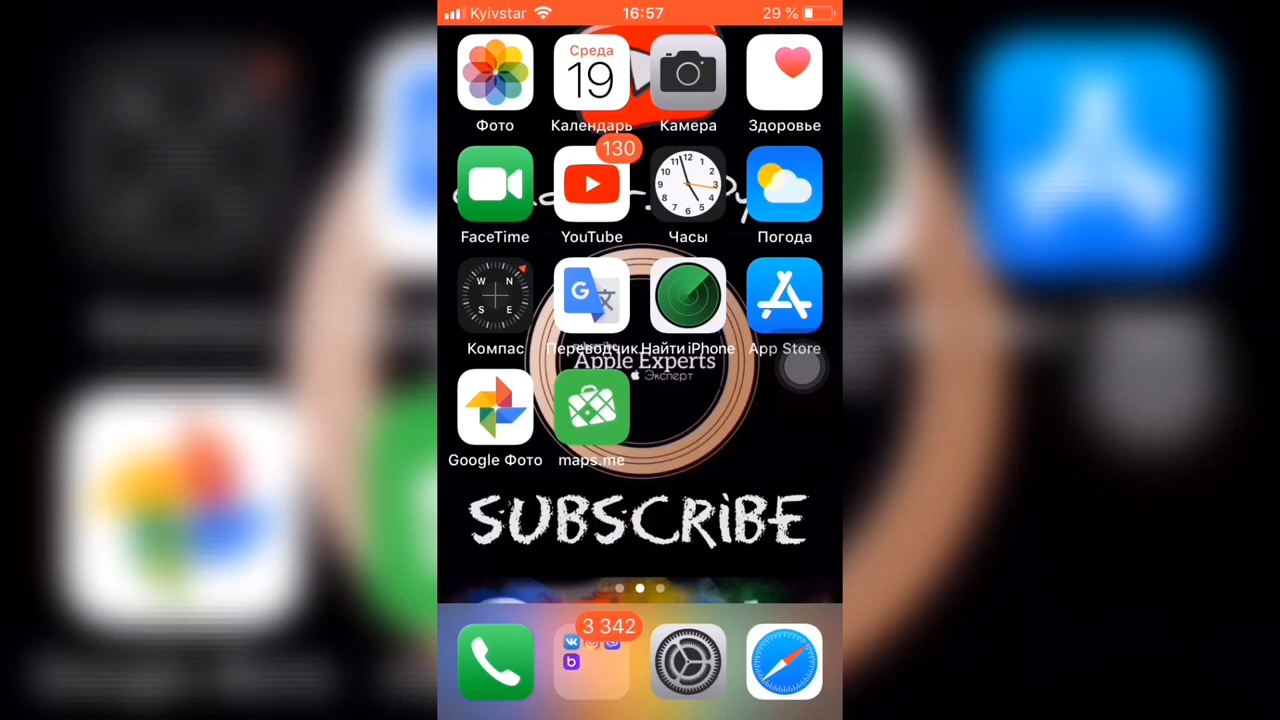 Kyivstar 16:57 29 %
Среда
19
Фото Календарь Камера Здоровье
130
FaceTime YouTube Часы Погода
Компас Переводчик Найти iPhone App Store
subscribe
Apple Experts
Эксперт
Google Фото maps.me
SUBSCRIBE
3 342